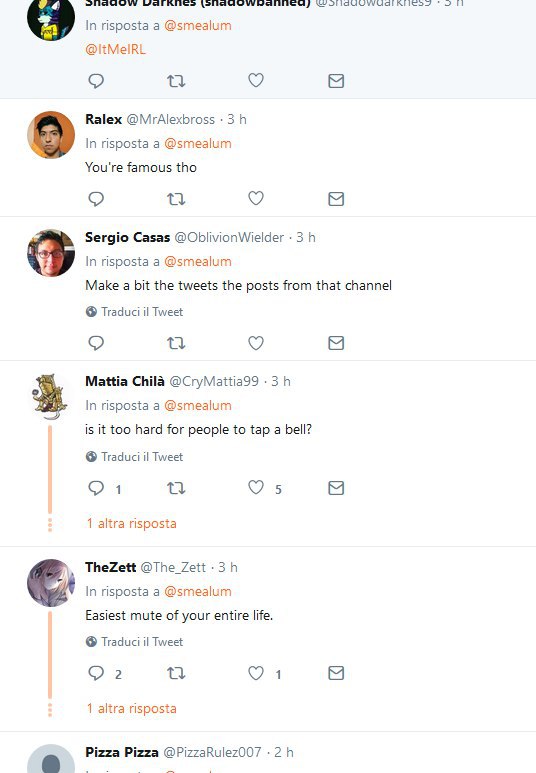 Shadow Darknes (shadowbanned) @Shadowdarknes9 · 3 h
In risposta a @smealum
@ItMeIRL
Ralex @MrAlexbross · 3 h
In risposta a @smealum
You're famous tho
Sergio Casas @OblivionWielder · 3 h
In risposta a @smealum
Make a bit the tweets the posts from that channel
Traduci il Tweet
Mattia Chilà @CryMattia99 · 3 h
In risposta a @smealum
is it too hard for people to tap a bell?
Traduci il Tweet
1 5
1 altra risposta
TheZett @The_Zett · 3 h
In risposta a @smealum
Easiest mute of your entire life.
Traduci il Tweet
2 1
1 altra risposta
Pizza Pizza @PizzaRulez007 · 2 h